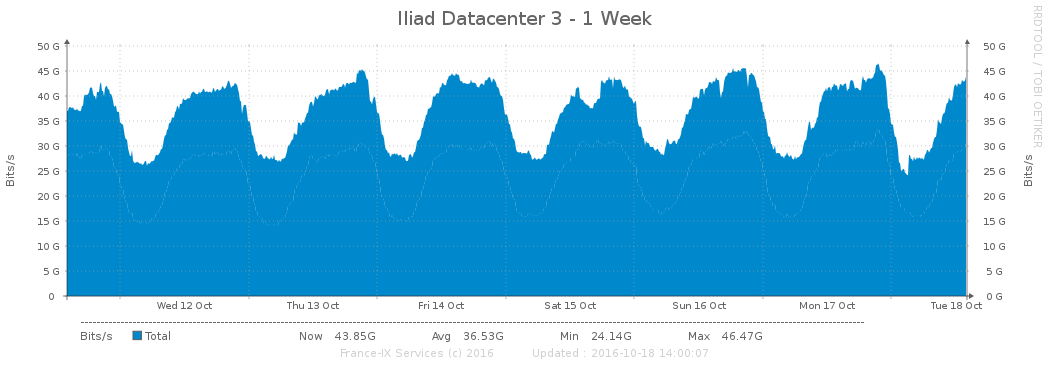 Iliad Datacenter 3 - 1 Week
RRDTOOL / TOBI OETIKER
Bits/s
50 G
45 G
40 G
35 G
30 G
25 G
20 G
15 G
10 G
5 G
0
50 G
45 G
40 G
35 G
30 G
25 G
20 G
15 G
10 G
5 G
0 G
Bits/s
Wed 12 Oct Thu 13 Oct Fri 14 Oct Sat 15 Oct Sun 16 Oct Mon 17 Oct Tue 18 Oct
Bits/s Total Now 43.85G Avg 36.53G Min 24.14G Max 46.47G
France-IX Services (c) 2016 Updated : 2016-10-18 14:00:07